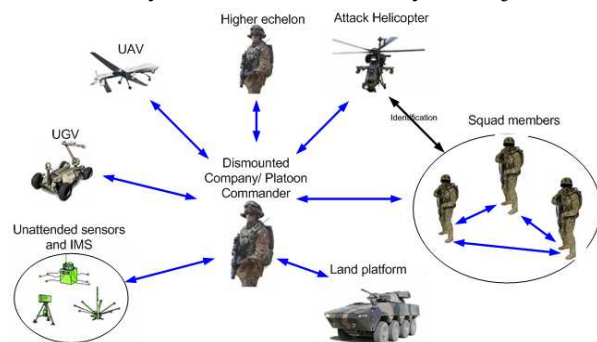 Higher echelon
Attack Helicopter
UAV
Identification
Squad members
UGV
Dismounted
Company/ Platoon
Commander
Unattended sensors
and IMS
Land platform